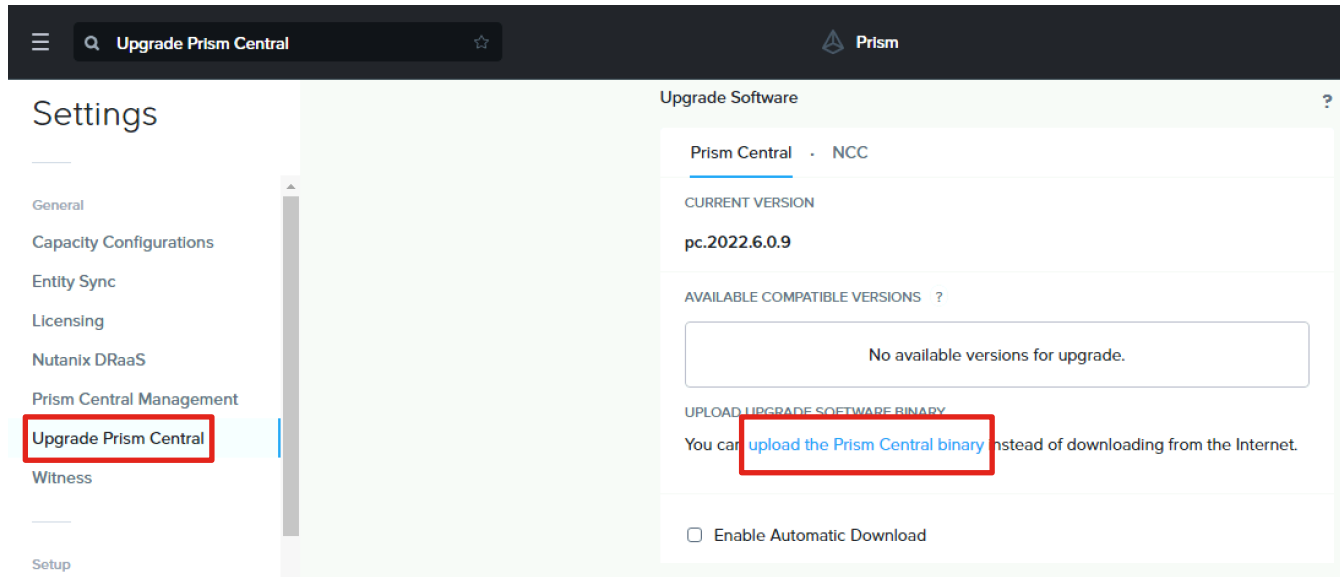 Upgrade Prism Central
Prism
Settings
General
Capacity Configurations
Entity Sync
Licensing
Nutanix DRaaS
Prism Central Management
Upgrade Prism Central
Witness
Setup
Upgrade Software
?
Prism Central · NCC
CURRENT VERSION
pc.2022.6.0.9
AVAILABLE COMPATIBLE VERSIONS ?
No available versions for upgrade.
UPLOAD UPGRADE SOFTWARE BINARY
You can upload the Prism Central binary instead of downloading from the Internet.
Enable Automatic Download